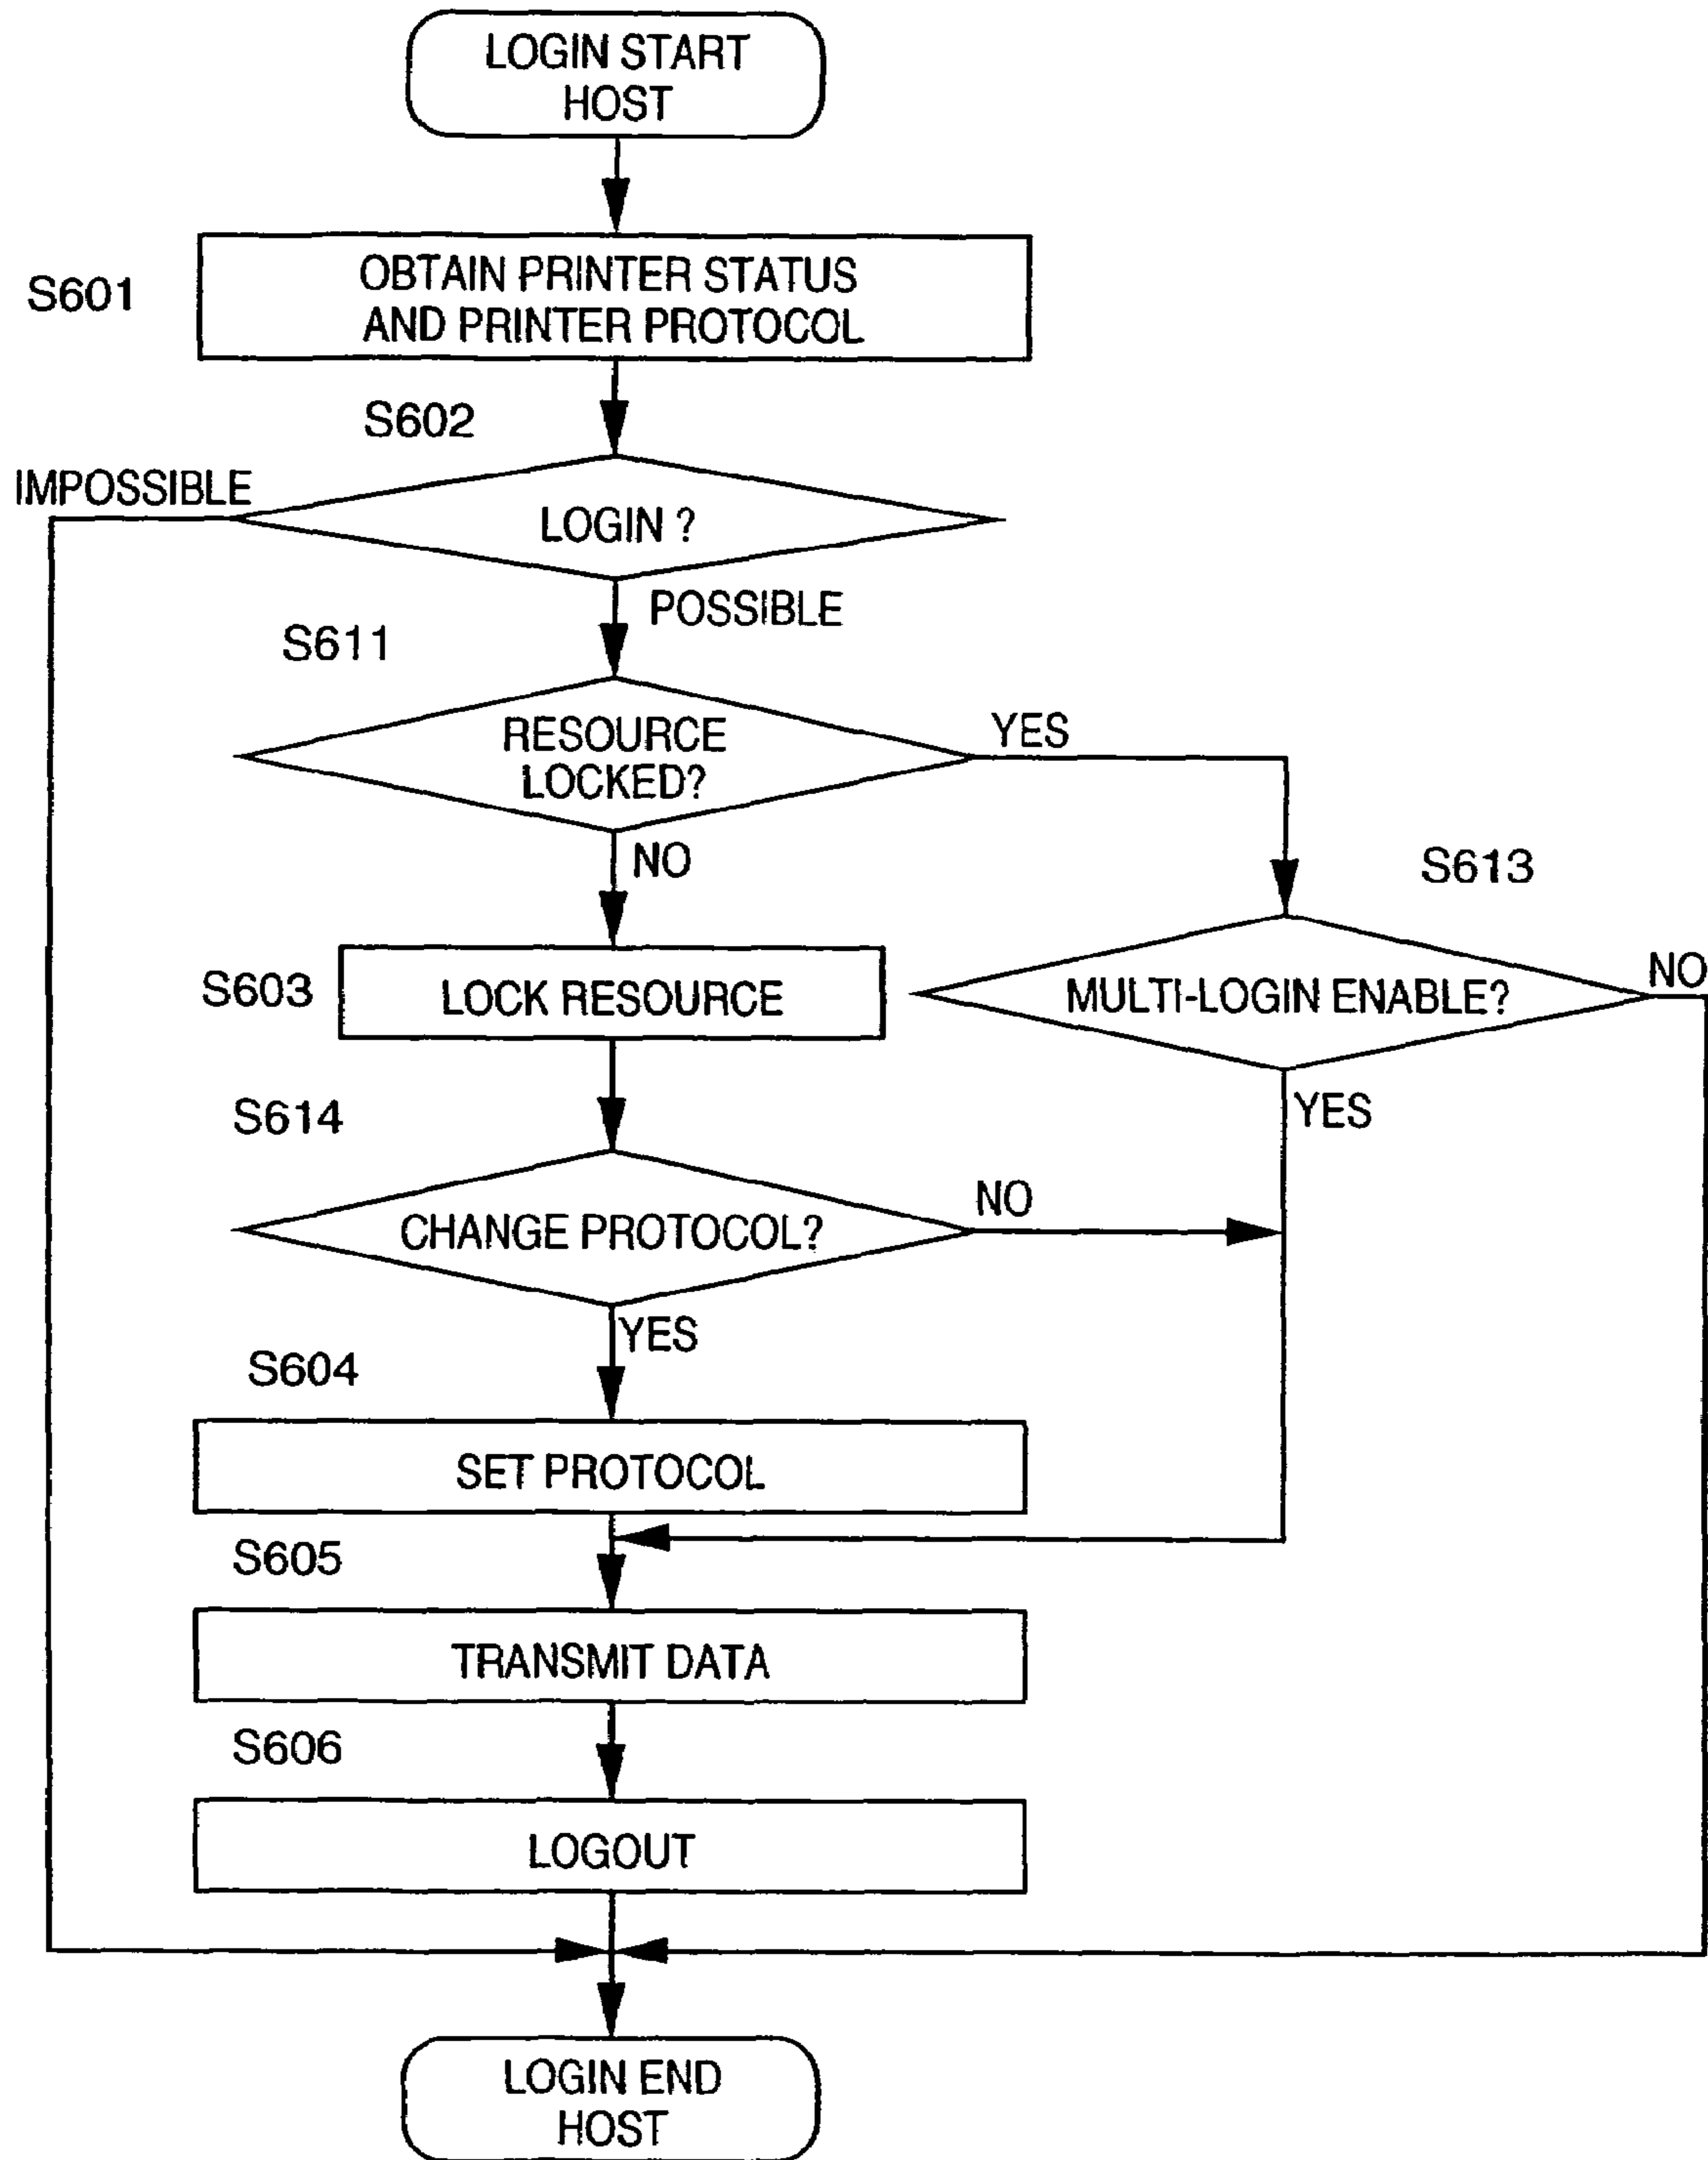 LOGIN START
HOST
S601
OBTAIN PRINTER STATUS
AND PRINTER PROTOCOL
S602
IMPOSSIBLE
LOGIN ?
POSSIBLE
S611
RESOURCE
LOCKED?
YES
NO
S613
S603
LOCK RESOURCE
MULTI-LOGIN ENABLE?
NO
S614
YES
CHANGE PROTOCOL?
NO
YES
S604
SET PROTOCOL
S605
TRANSMIT DATA
S606
LOGOUT
LOGIN END
HOST